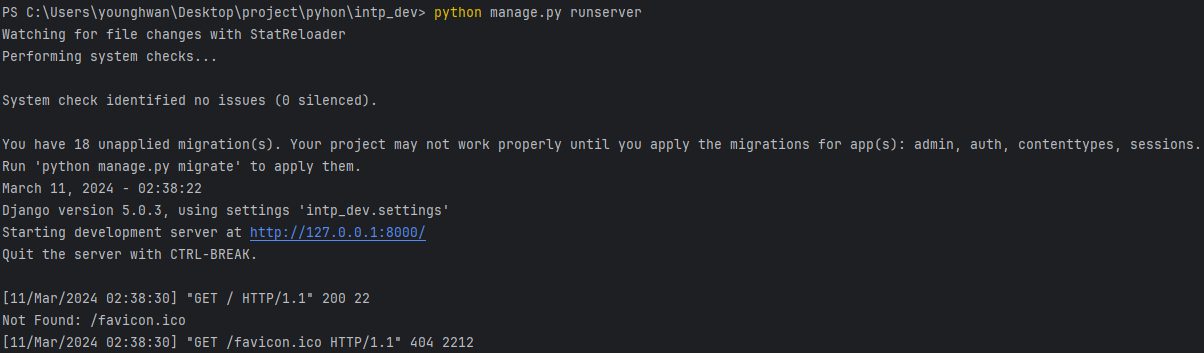 PS C:\Users\younghwan\Desktop\project\pyhon\intp_dev> python manage.py runserver
Watching for file changes with StatReloader
Performing system checks...
System check identified no issues (0 silenced).
You have 18 unapplied migration(s). Your project may not work properly until you apply the migrations for app(s): admin, auth, contenttypes, sessions.
Run 'python manage.py migrate' to apply them.
March 11, 2024 - 02:38:22
Django version 5.0.3, using settings 'intp_dev.settings'
Starting development server at http://127.0.0.1:8000/
Quit the server with CTRL-BREAK.
[11/Mar/2024 02:38:30] "GET / HTTP/1.1" 200 22
Not Found: /favicon.ico
[11/Mar/2024 02:38:30] "GET /favicon.ico HTTP/1.1" 404 2212